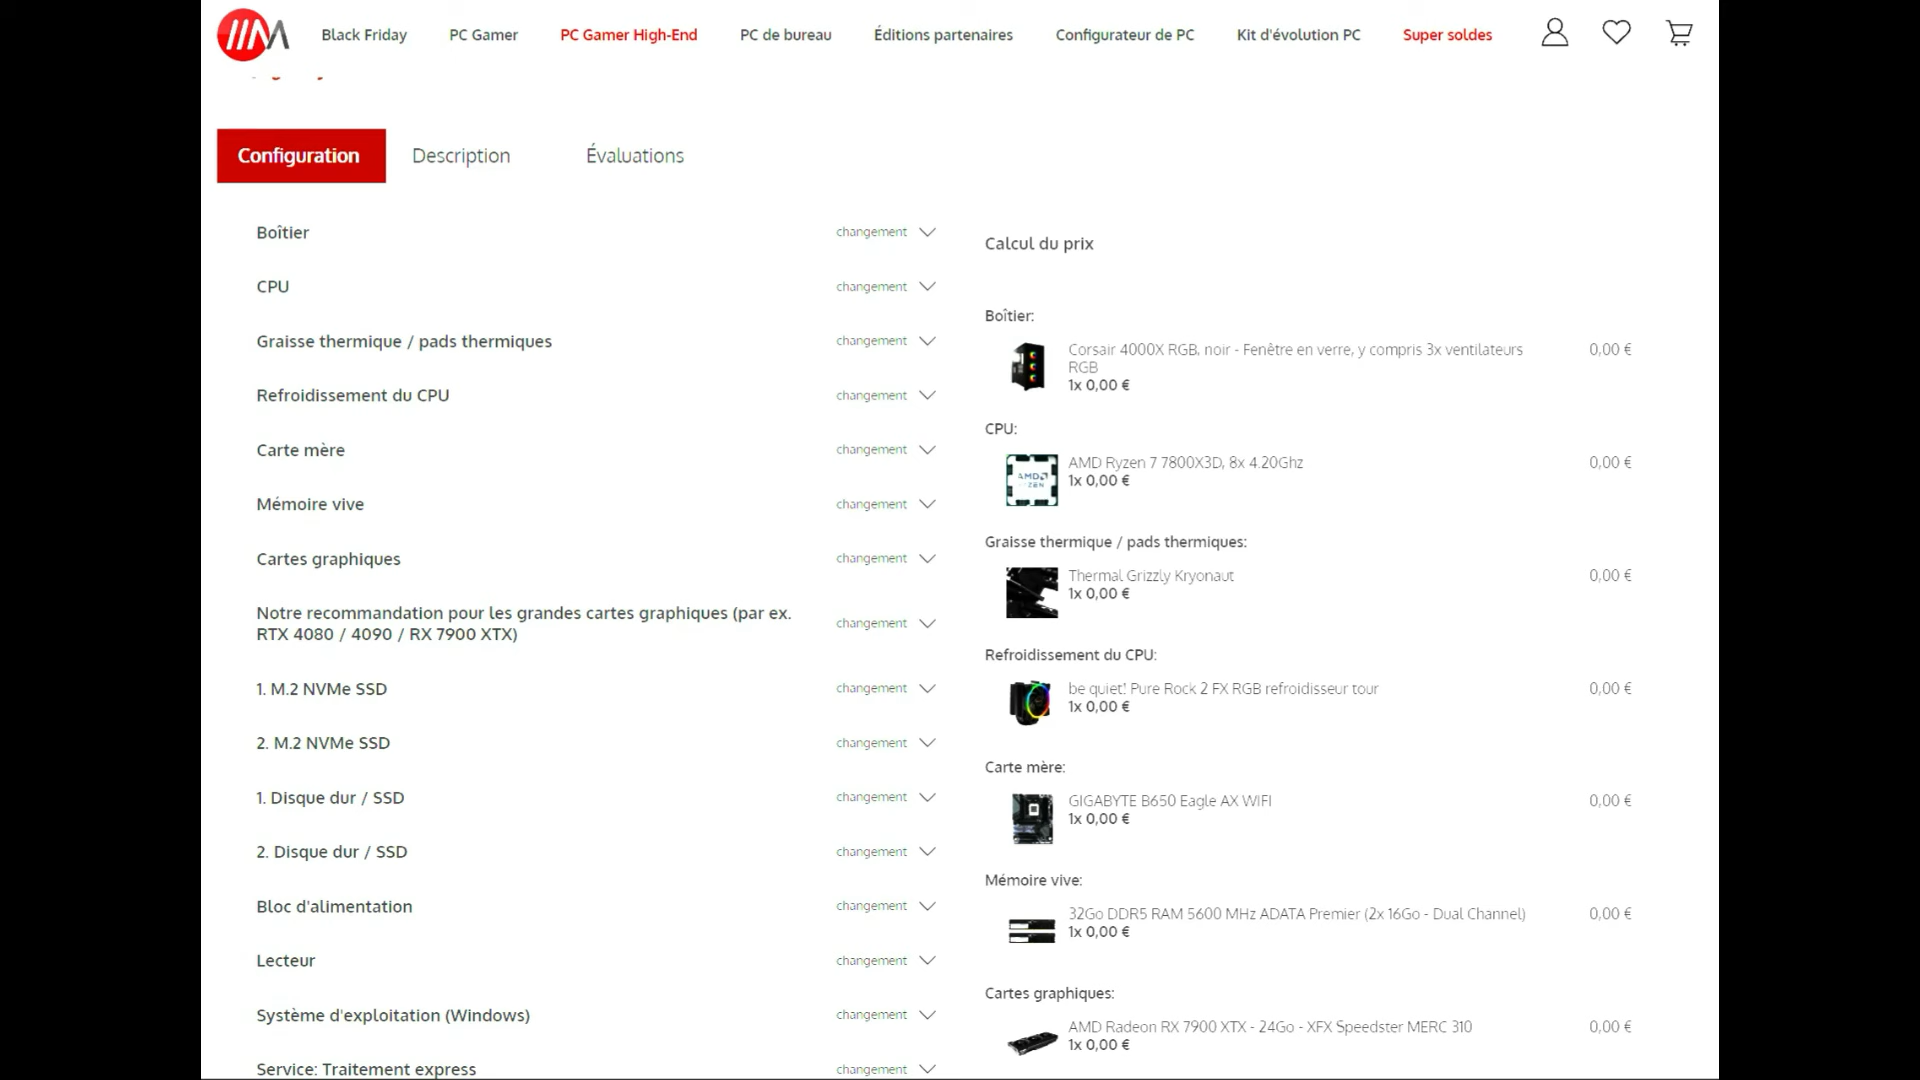 Black Friday
PC Gamer
PC Gamer High-End
PC de bureau
Éditions partenaires
Configurateur de PC
Kit d'évolution PC
Super soldes
Configuration
Description
Évaluations
Boîtier
changement
CPU
changement
Graisse thermique / pads thermiques
changement
Refroidissement du CPU
changement
Carte mère
changement
Mémoire vive
changement
Cartes graphiques
changement
Notre recommandation pour les grandes cartes graphiques (par ex.
RTX 4080 / 4090 / RX 7900 XTX)
changement
1. M.2 NVMe SSD
changement
2. M.2 NVMe SSD
changement
1. Disque dur / SSD
changement
2. Disque dur / SSD
changement
Bloc d'alimentation
changement
Lecteur
changement
Système d'exploitation (Windows)
changement
Service: Traitement express
changement
Calcul du prix
Boîtier:
Corsair 4000X RGB, noir - Fenêtre en verre, y compris 3x ventilateurs
RGB
1x 0,00 €
0,00 €
CPU:
AMD Ryzen 7 7800X3D, 8x 4.20Ghz
1x 0,00 €
0,00 €
Graisse thermique / pads thermiques:
Thermal Grizzly Kryonaut
1x 0,00 €
0,00 €
Refroidissement du CPU:
be quiet! Pure Rock 2 FX RGB refroidisseur tour
1x 0,00 €
0,00 €
Carte mère:
GIGABYTE B650 Eagle AX WIFI
1x 0,00 €
0,00 €
Mémoire vive:
32Go DDR5 RAM 5600 MHz ADATA Premier (2x 16Go - Dual Channel)
1x 0,00 €
0,00 €
Cartes graphiques:
AMD Radeon RX 7900 XTX - 24Go - XFX Speedster MERC 310
1x 0,00 €
0,00 €